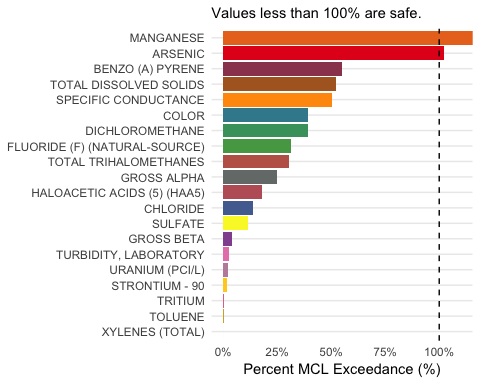 Values less than 100% are safe.
MANGANESE
ARSENIC
BENZO (A) PYRENE
TOTAL DISSOLVED SOLIDS
SPECIFIC CONDUCTANCE
COLOR
DICHLOROMETHANE
FLUORIDE (F) (NATURAL-SOURCE)
TOTAL TRIHALOMETHANES
GROSS ALPHA
HALOACETIC ACIDS (5) (HAA5)
CHLORIDE
SULFATE
GROSS BETA
TURBIDITY, LABORATORY
URANIUM (PCI/L)
STRONTIUM - 90
TRITIUM
TOLUENE
XYLENES (TOTAL)
0% 25% 50% 75% 100%
Percent MCL Exceedance (%)